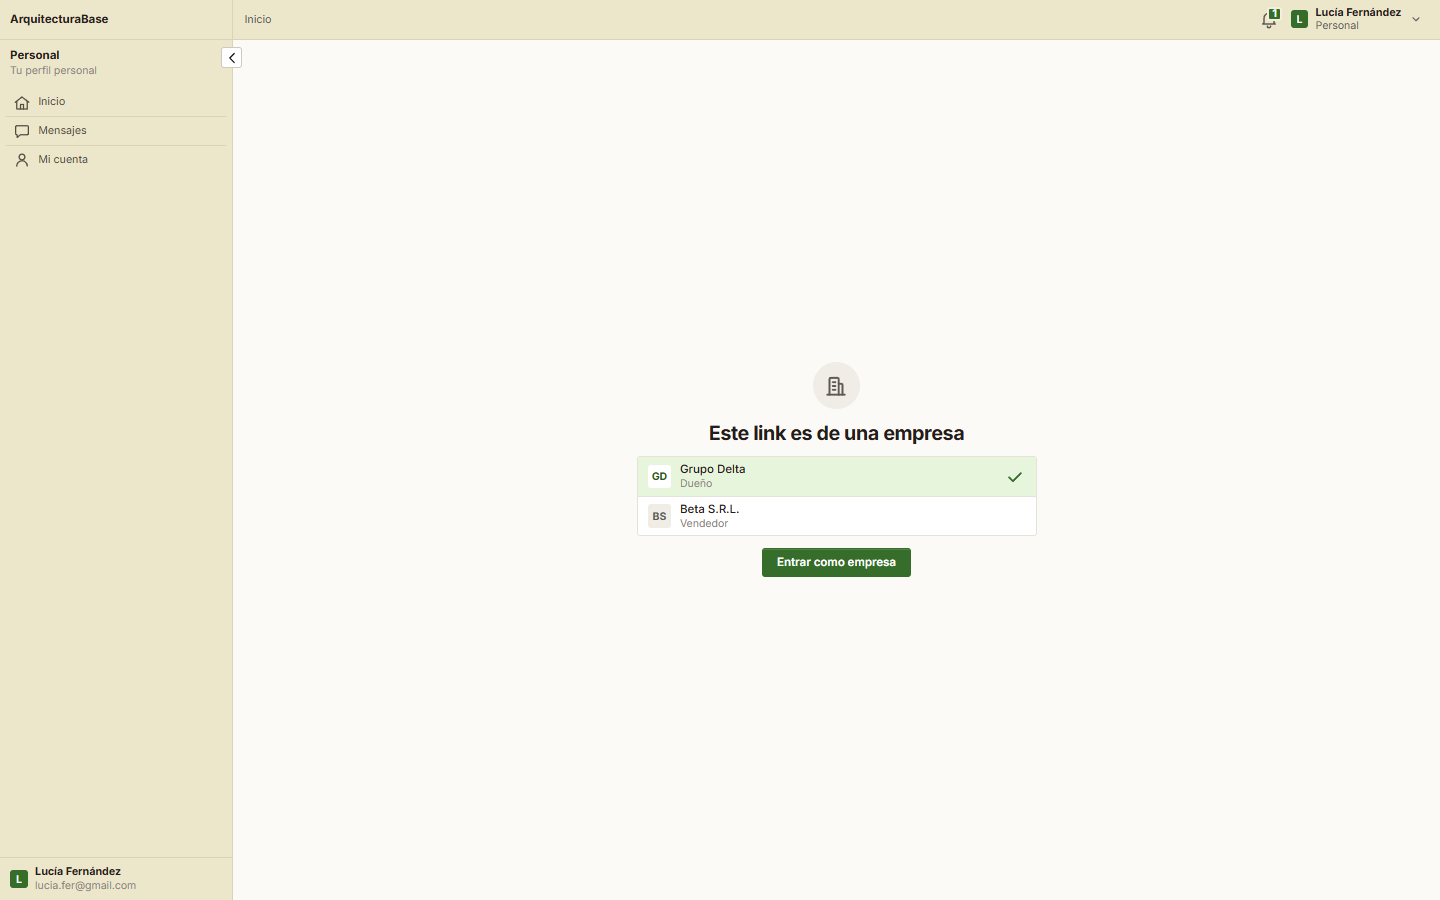 ArquitecturaBase
Inicio
1
L
Lucía Fernández
Personal
Personal
Tu perfil personal
Inicio
Mensajes
Mi cuenta
Este link es de una empresa
GD
Grupo Delta
Dueño
BS
Beta S.R.L.
Vendedor
Entrar como empresa
L
Lucía Fernández
lucia.fer@gmail.com